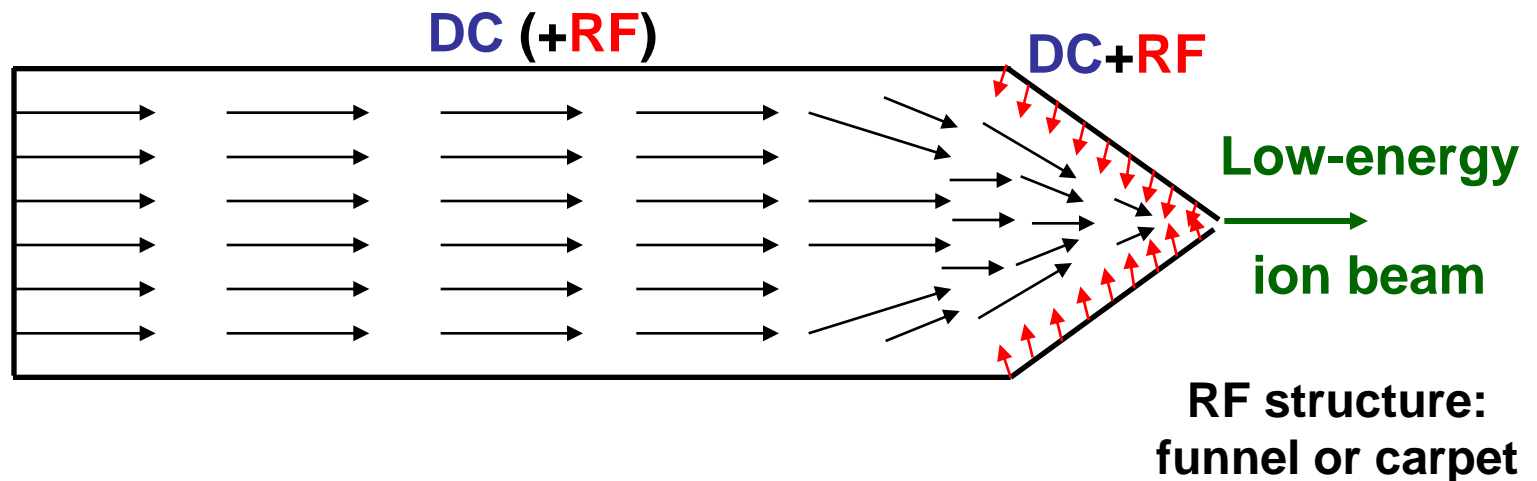 DC (+RF)
DC+RF
Low-energy
ion beam
RF structure:
funnel or carpet